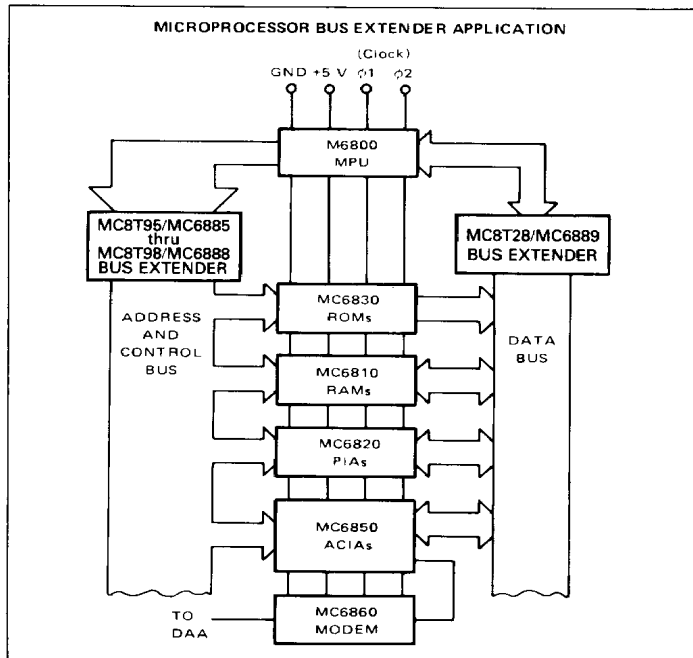 MICROPROCESSOR BUS EXTENDER APPLICATION
(Clock)
GND +5 V ϕ1 ϕ2
M6800
MPU
MC8T95/MC6885
thru
MC8T98/MC6888
BUS EXTENDER
MC8T28/MC6889
BUS EXTENDER
ADDRESS
AND
CONTROL
BUS
MC6830
ROMs
DATA
BUS
MC6810
RAMs
MC6820
PIAs
MC6850
ACIAs
TO
DAA
MC6860
MODEM